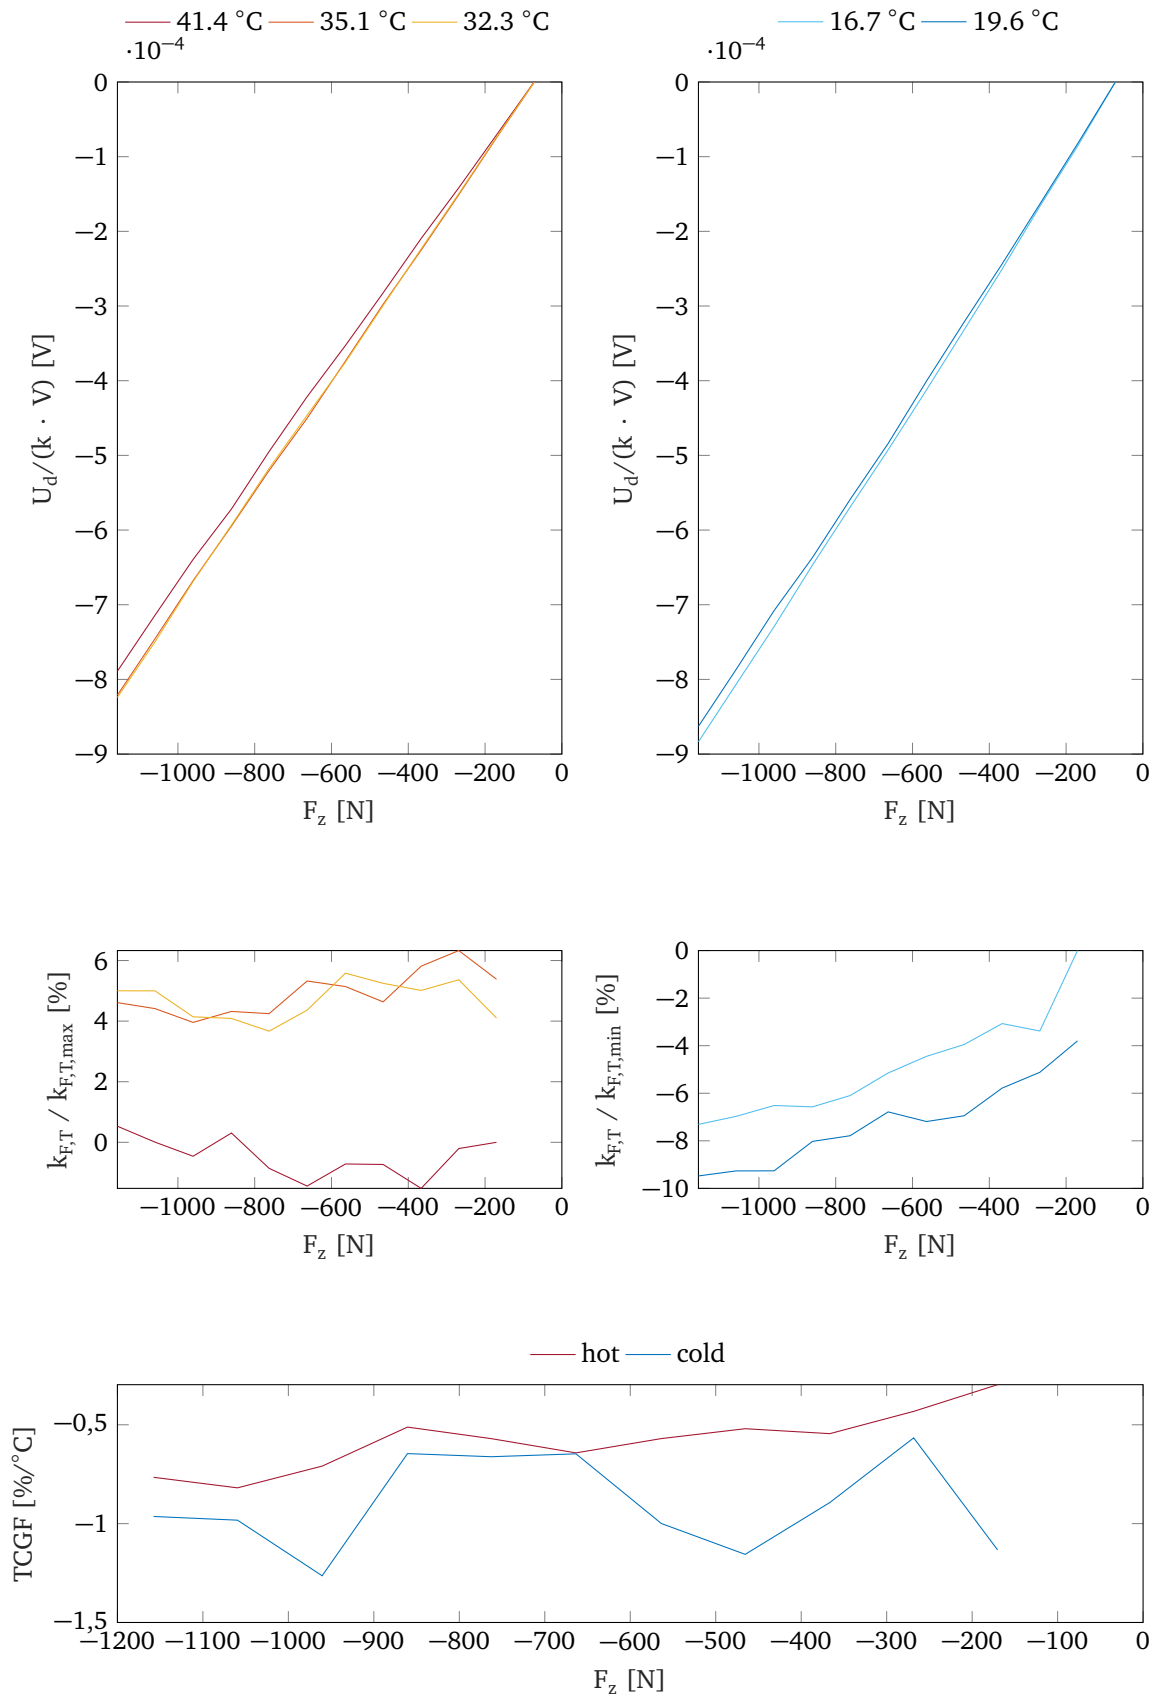 41.4 °C 35.1 °C 32.3 °C
·10⁻⁴
0
−1
−2
−3
−4
−5
−6
−7
−8
−9
U_d/(k · V) [V]
−1000 −800 −600 −400 −200 0
F_z [N]
16.7 °C 19.6 °C
·10⁻⁴
0
−1
−2
−3
−4
−5
−6
−7
−8
−9
U_d/(k · V) [V]
−1000 −800 −600 −400 −200 0
F_z [N]
6
4
2
0
k_F,T / k_F,T,max [%]
−1000 −800 −600 −400 −200 0
F_z [N]
0
−2
−4
−6
−8
−10
k_F,T / k_F,T,min [%]
−1000 −800 −600 −400 −200 0
F_z [N]
hot cold
−0,5
−1
−1,5
TCGF [%/°C]
−1200 −1100 −1000 −900 −800 −700 −600 −500 −400 −300 −200 −100 0
F_z [N]